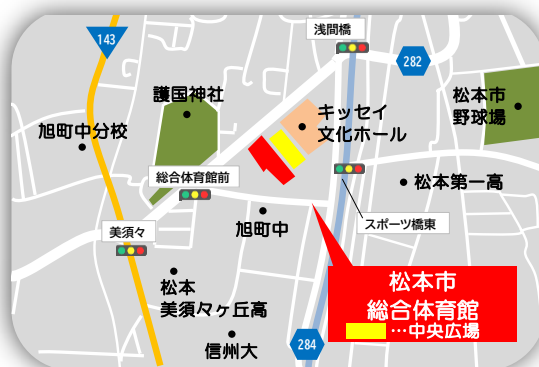 浅間橋
143
282
護国神社
キッセイ
文化ホール
松本市
野球場
旭町中分校
総合体育館前
松本第一高
スポーツ橋東
旭町中
美須々
松本
美須々ヶ丘高
松本市
総合体育館
…中央広場
信州大
284